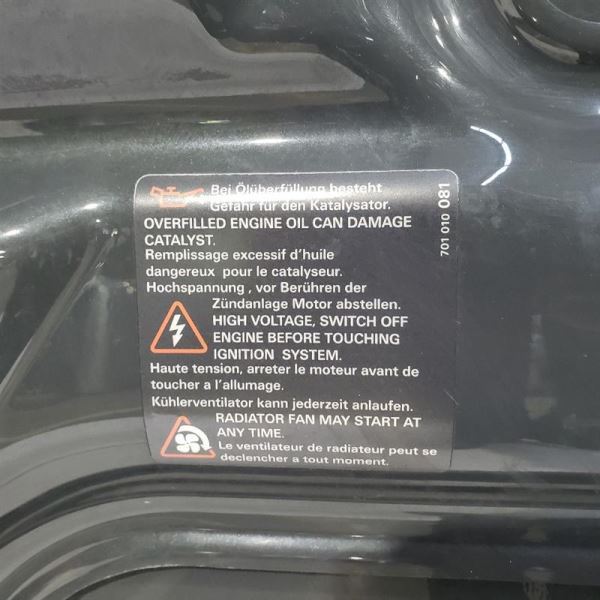 Bei Ölüberfüllung besteht
Gefahr für den Katalysator.
OVERFILLED ENGINE OIL CAN DAMAGE
CATALYST.
Remplissage excessif d'huile
dangereux pour le catalyseur.
Hochspannung , vor Berühren der
Zündanlage Motor abstellen.
HIGH VOLTAGE, SWITCH OFF
ENGINE BEFORE TOUCHING
IGNITION SYSTEM.
Haute tension, arreter le moteur avant de
toucher a l'allumage.
Kühlerventilator kann jederzeit anlaufen.
RADIATOR FAN MAY START AT
ANY TIME.
Le ventilateur de radiateur peut se
declencher a tout moment.
701 010 081